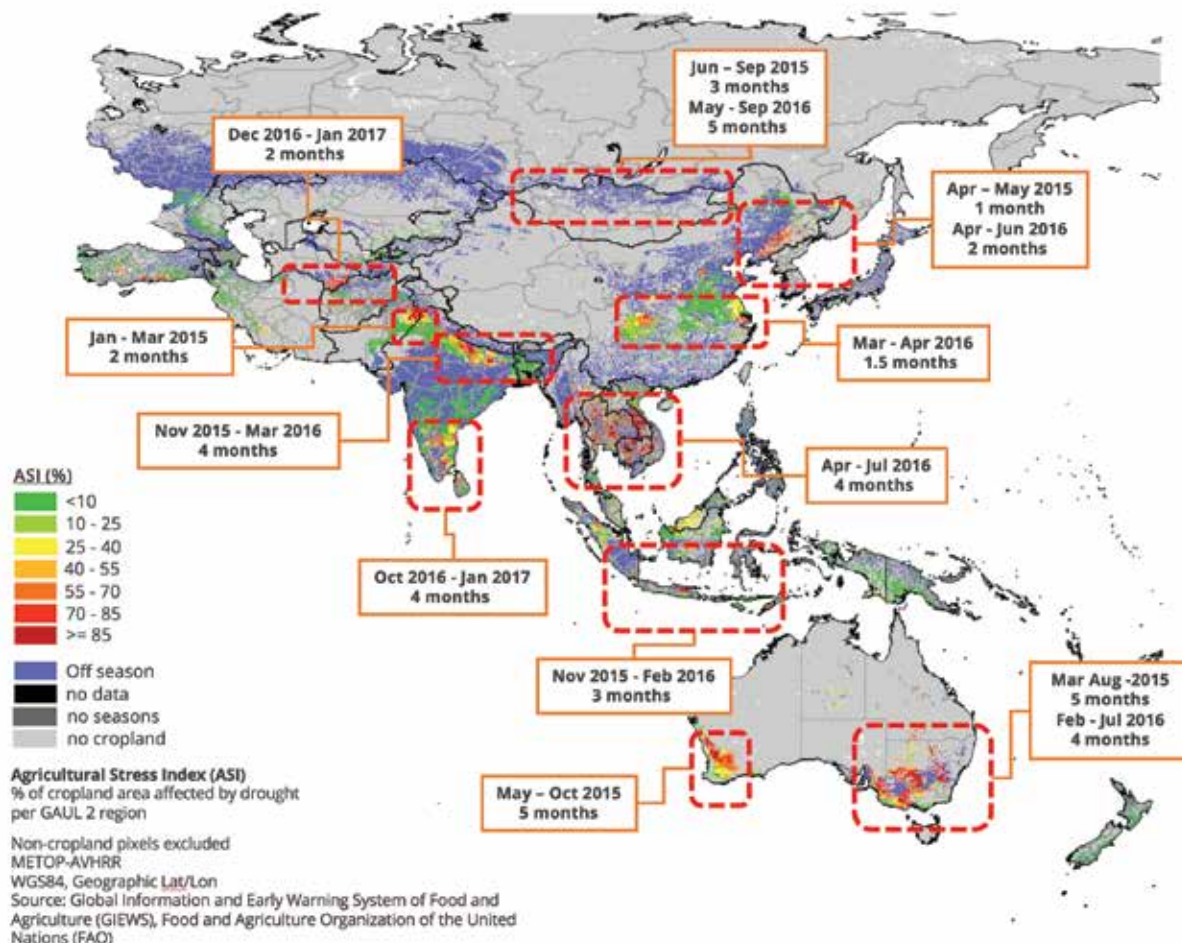 Jun – Sep 2015
3 months
May - Sep 2016
5 months
Dec 2016 - Jan 2017
2 months
Apr – May 2015
1 month
Apr - Jun 2016
2 months
Jan - Mar 2015
2 months
Mar - Apr 2016
1.5 months
Nov 2015 - Mar 2016
4 months
Apr - Jul 2016
4 months
Oct 2016 - Jan 2017
4 months
Nov 2015 - Feb 2016
3 months
Mar Aug -2015
5 months
Feb - Jul 2016
4 months
May – Oct 2015
5 months
ASI (%)
<10
10 - 25
25 - 40
40 - 55
55 - 70
70 - 85
>= 85
Off season
no data
no seasons
no cropland
Agricultural Stress Index (ASI)
% of cropland area affected by drought
per GAUL 2 region
Non-cropland pixels excluded
METOP-AVHRR
WGS84, Geographic Lat/Lon
Source: Global Information and Early Warning System of Food and
Agriculture (GIEWS), Food and Agriculture Organization of the United
Nations (FAO)